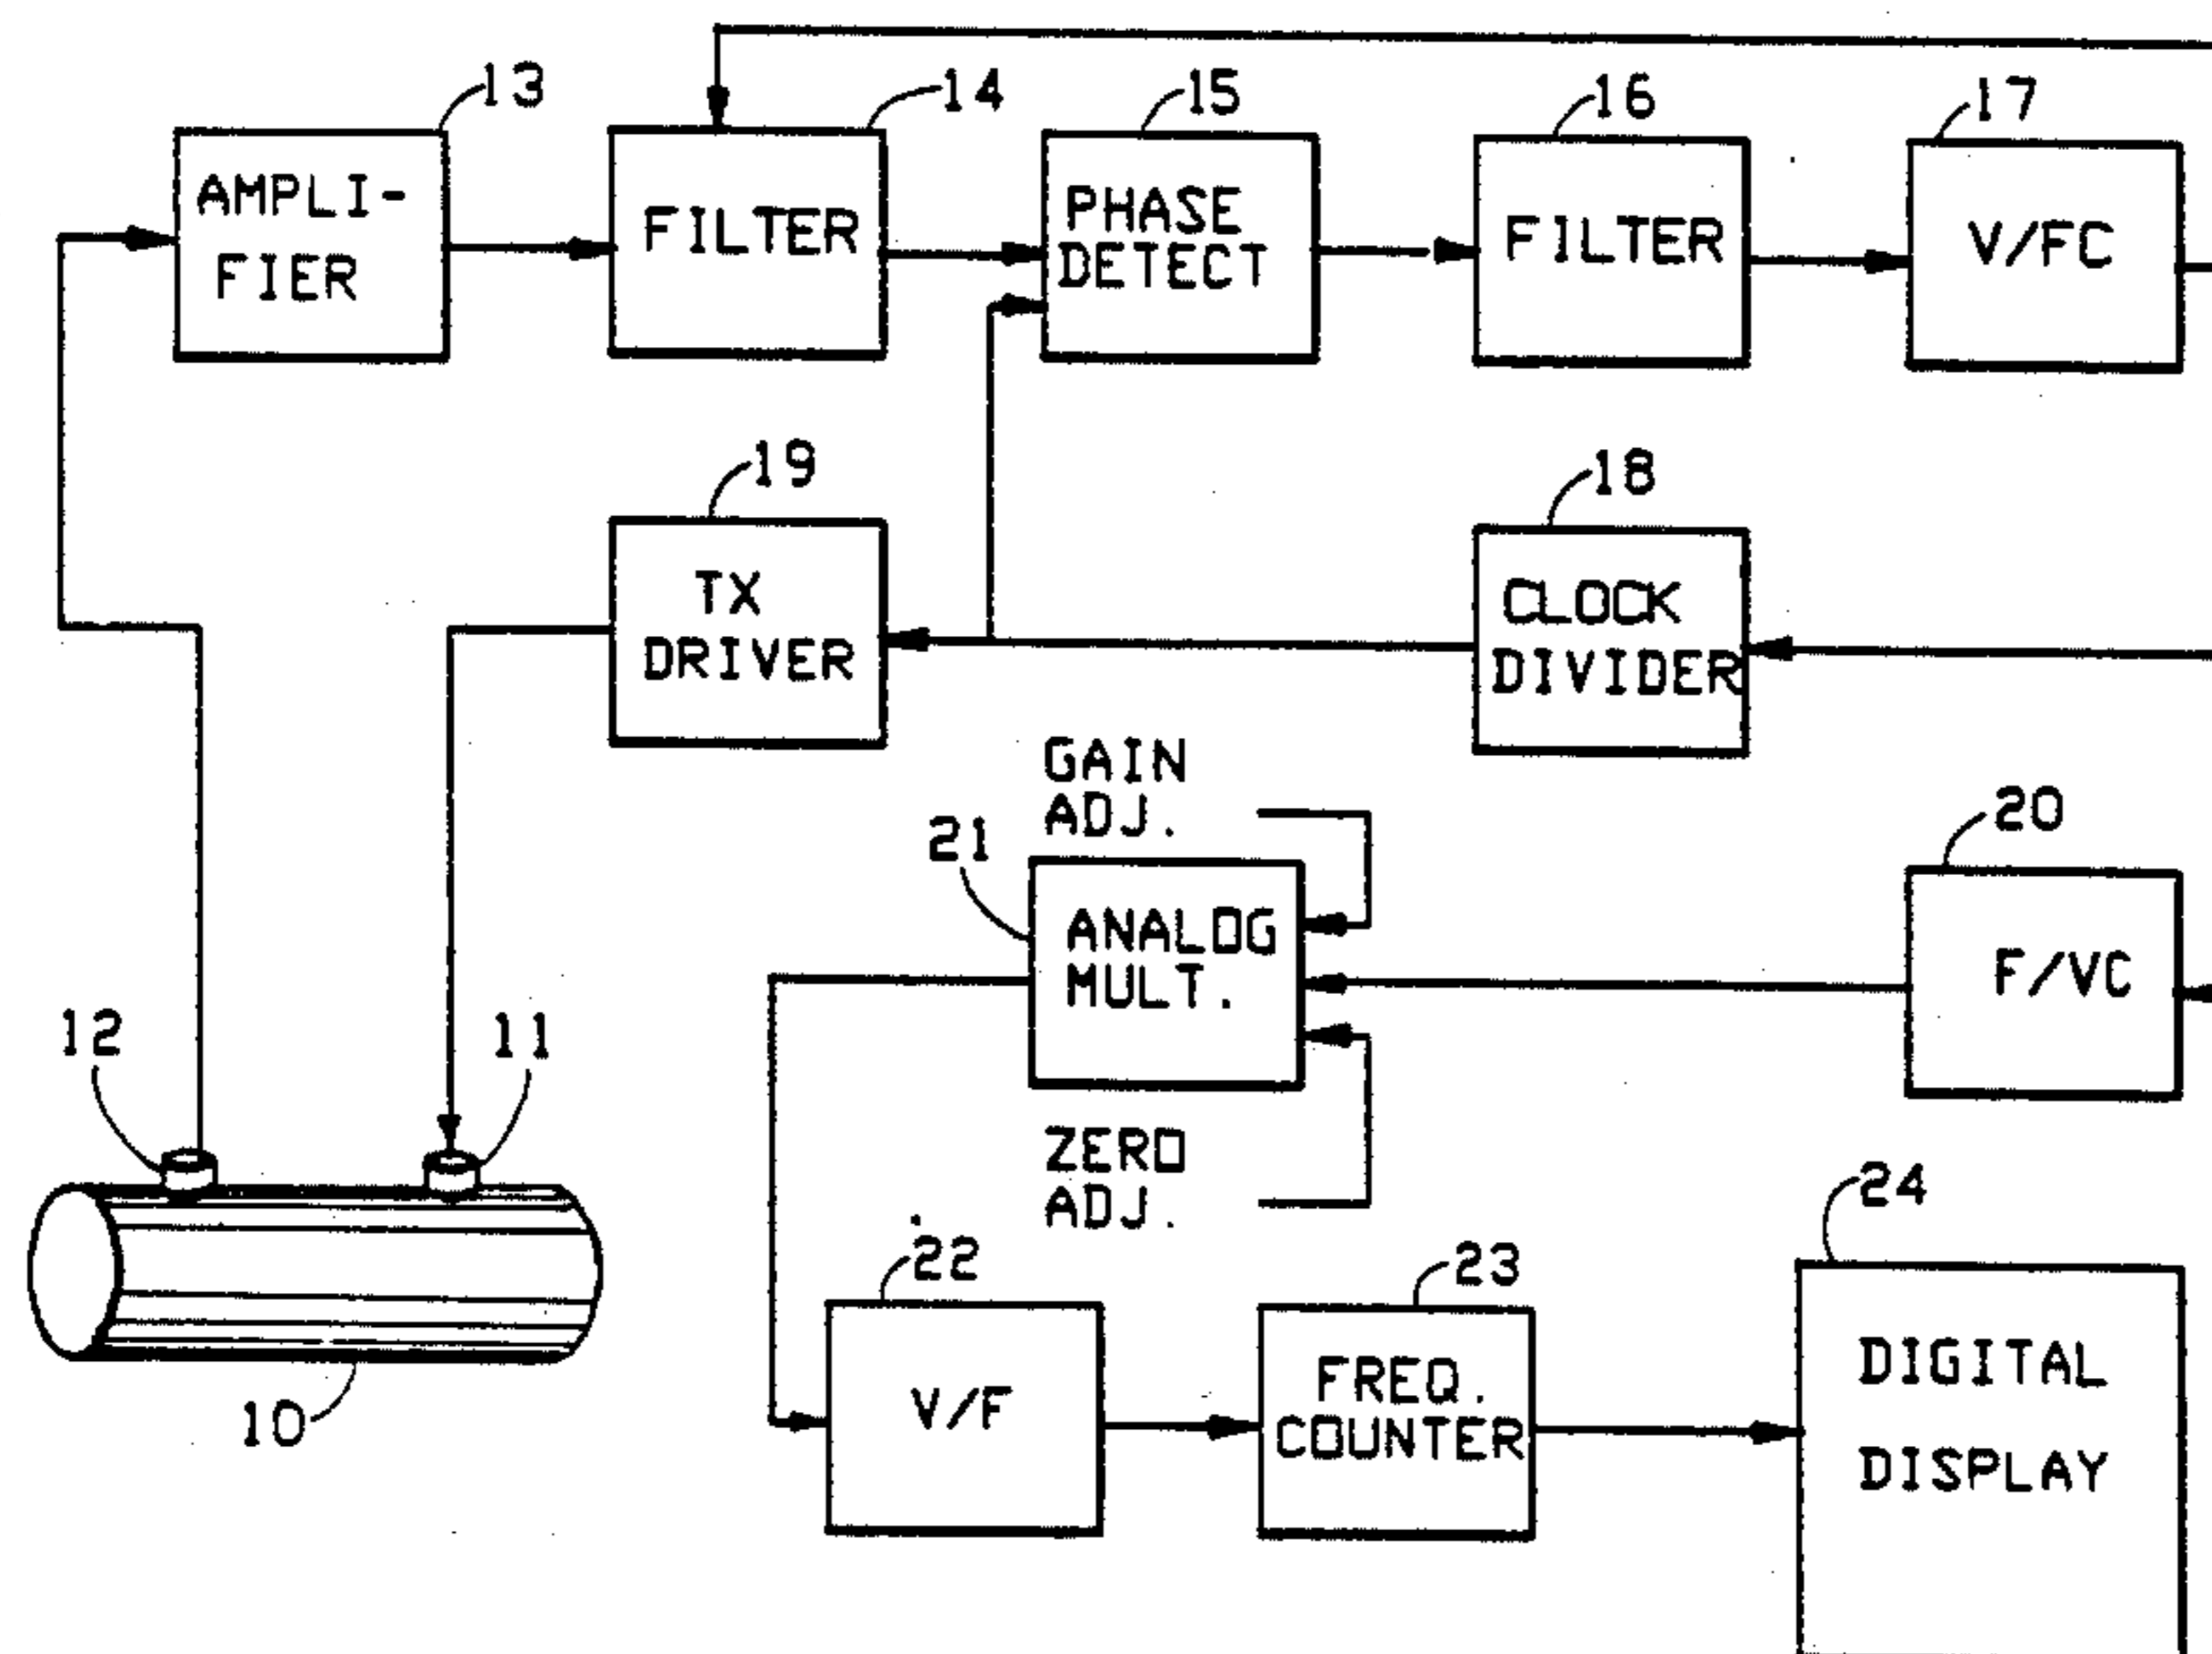 13
14
15
16
17
AMPLI-
FIER
FILTER
PHASE
DETECT
FILTER
V/FC
19
18
TX
DRIVER
CLOCK
DIVIDER
GAIN
ADJ.
21
20
ANALOG
MULT.
F/VC
12
11
ZERO
ADJ.
24
22
23
10
V/F
FREQ.
COUNTER
DIGITAL
DISPLAY